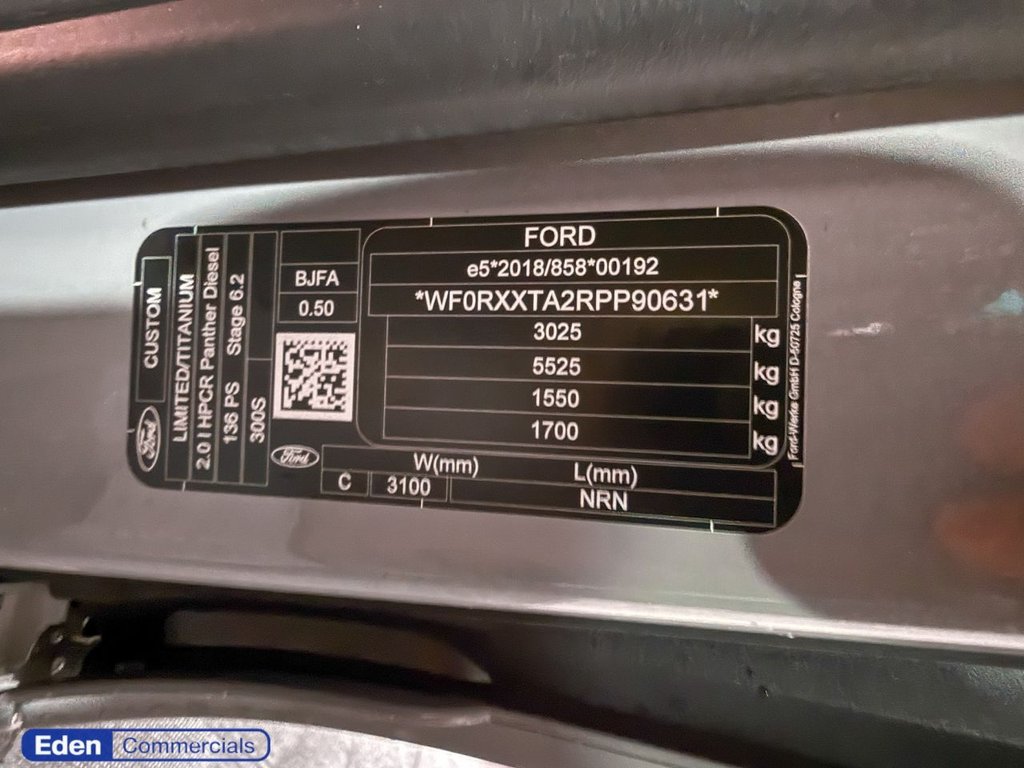 CUSTOM
Ford
LIMITED/TITANIUM
2.0 l HPCR Panther Diesel
136 PS Stage 6.2
300S
BJFA
0.50
Ford
FORD
e5*2018/858*00192
*WF0RXXTA2RPP90631*
3025 kg
5525 kg
1550 kg
1700 kg
W(mm) L(mm)
C 3100 NRN
Ford-Werke GmbH D-50725 Cologne
Eden Commercials